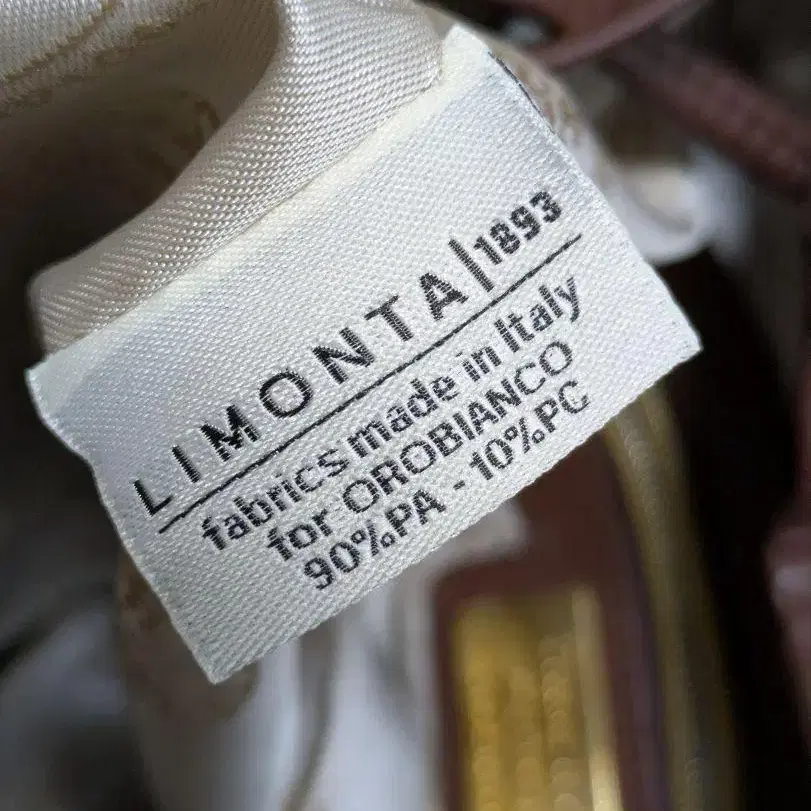 LIMONTA|1893
fabrics made in Italy
for OROBIANCO
90%PA - 10%PC